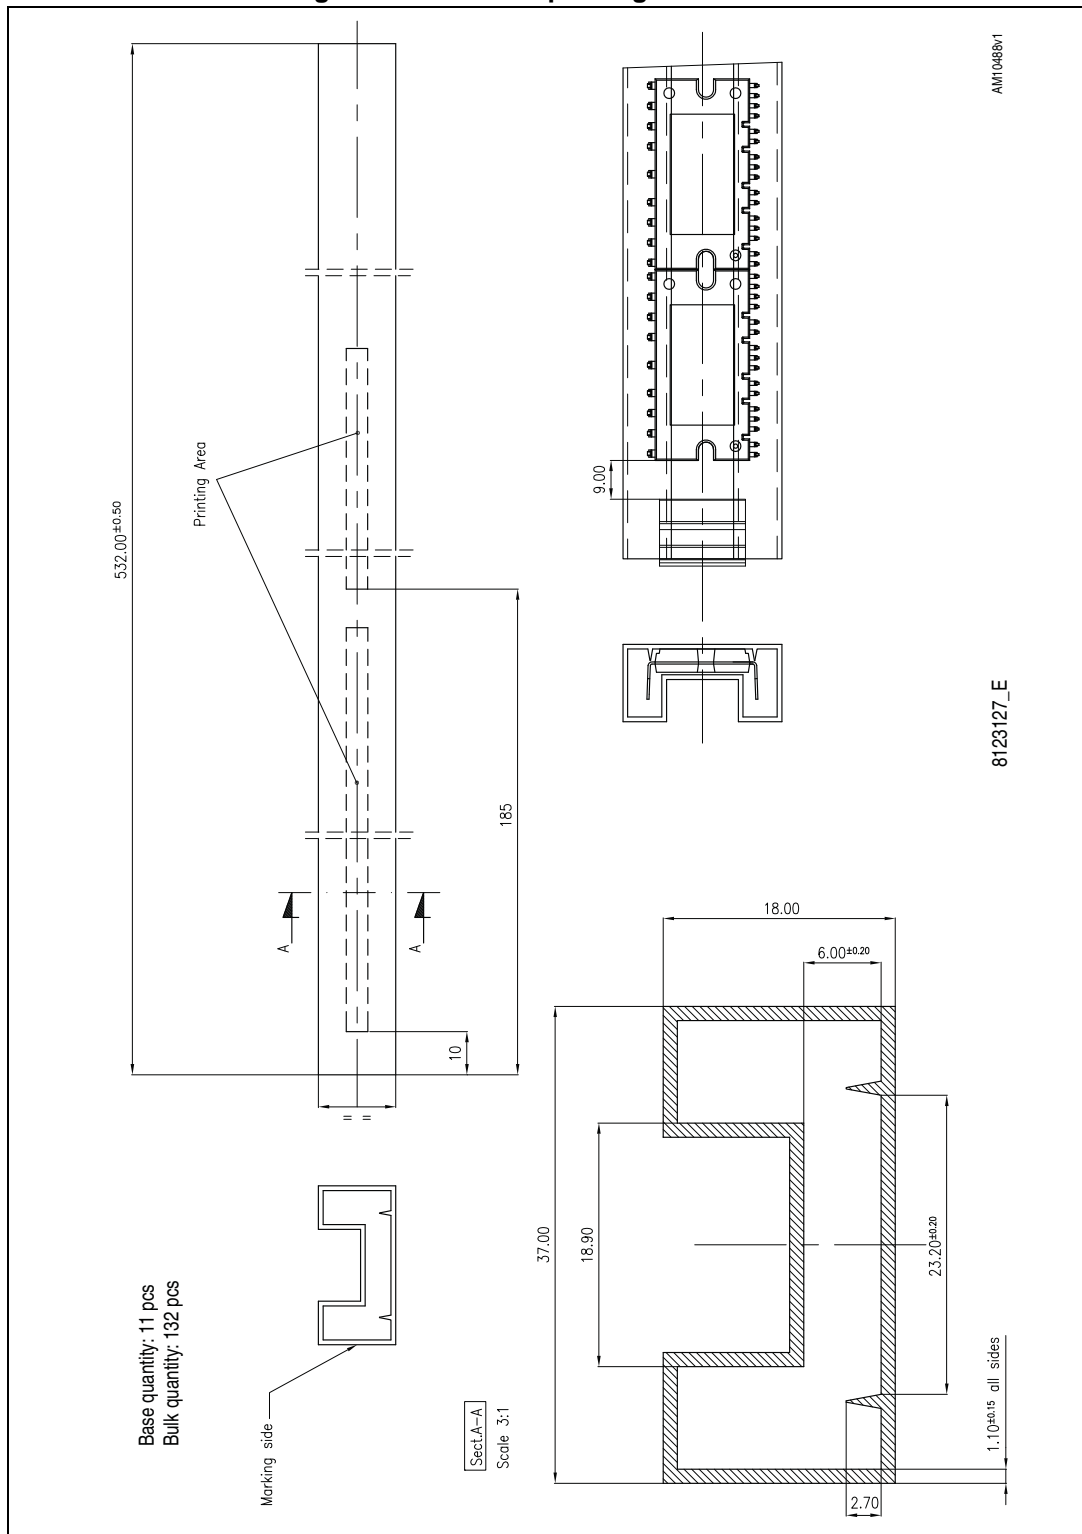 AM10488v1
532.00±0.50
Printing Area
9.00
185
8123127_E
A
A
10
= =
18.00
6.00±0.20
37.00
18.90
23.20±0.20
1.10±0.15 all sides
2.70
Base quantity: 11 pcs
Bulk quantity: 132 pcs
Marking side
Sect.A-A
Scale 3:1